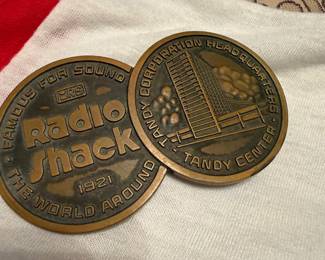 FAMOUS FOR SOUND
Radio
Shack
1921
THE WORLD AROUND
TANDY CORPORATION HEADQUARTERS
TANDY CENTER